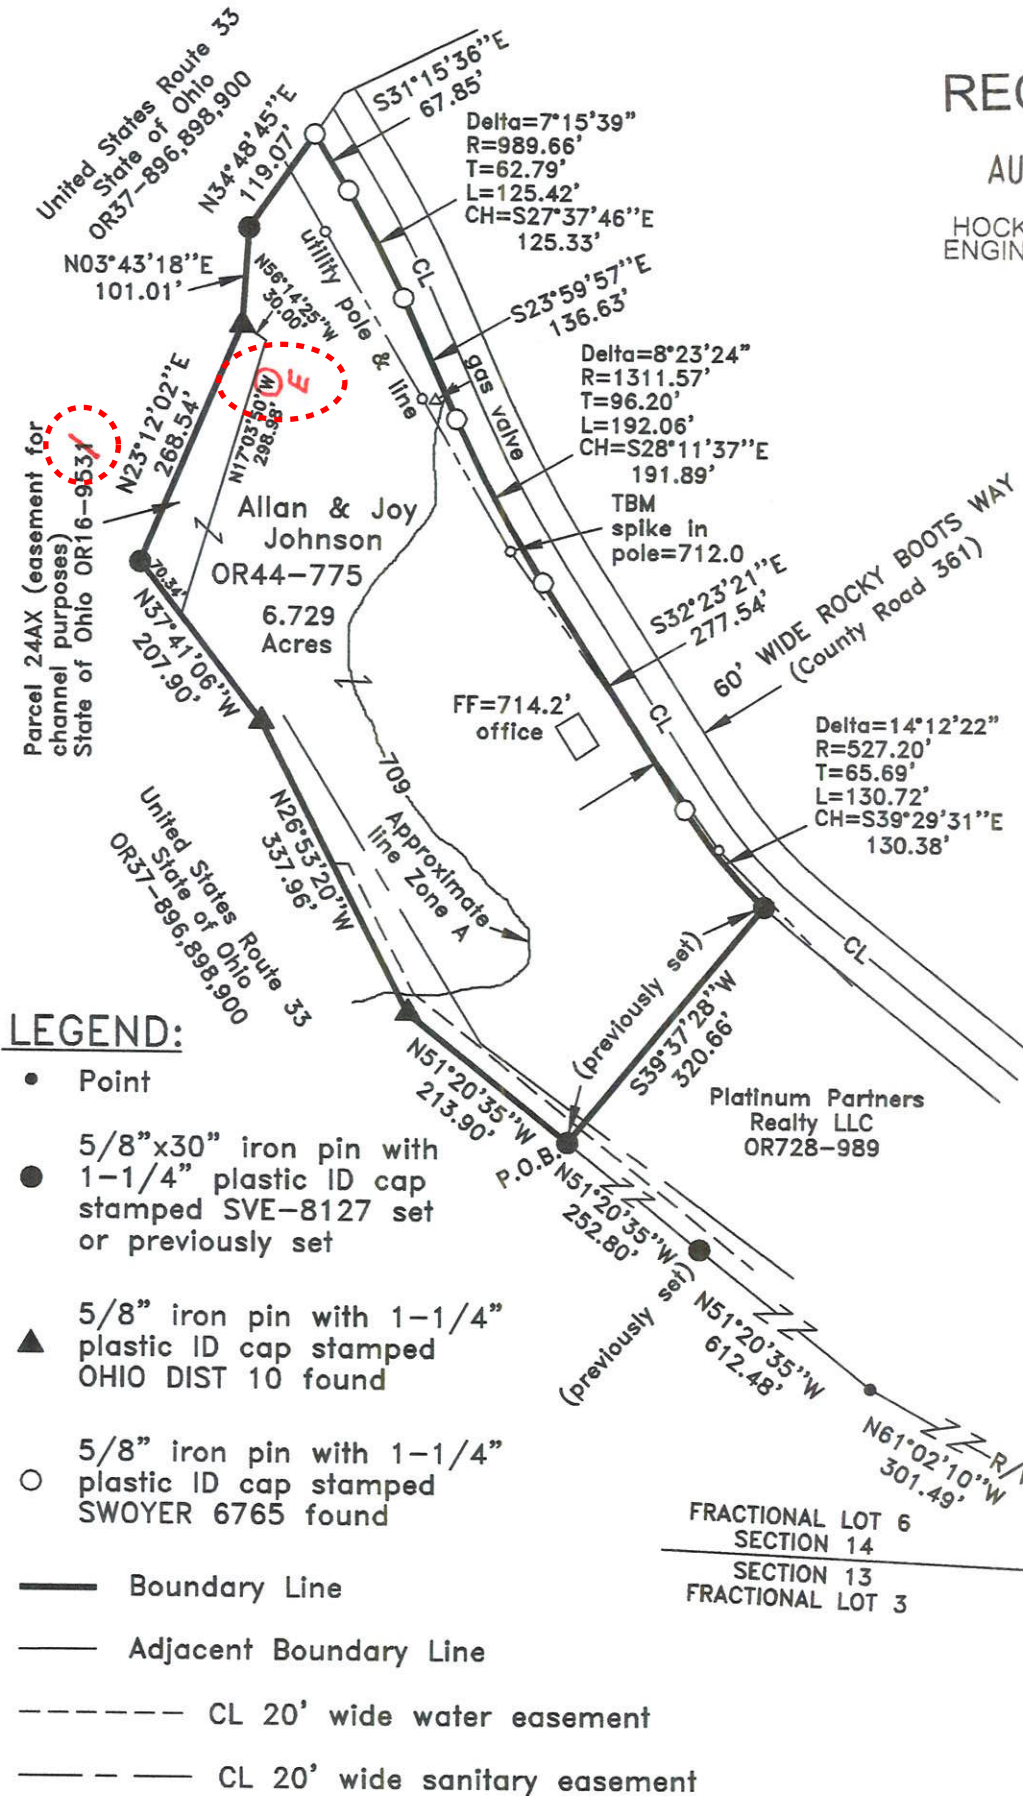 United States Route 33
State of Ohio
OR37-896,898,900
N34°48'45''E
119.07'
S31°15'36''E
67.85'
REC
Delta=7°15'39"
R=989.66'
T=62.79'
L=125.42'
CH=S27°37'46''E
125.33'
AU
HOCK
ENGIN
N03°43'18''E
101.01'
N56°14'25''W
30.00'
utility pole & line
CL
S23°59'57''E
136.63'
gas valve
Delta=8°23'24"
R=1311.57'
T=96.20'
L=192.06'
CH=S28°11'37''E
191.89'
N23°12'02''E
268.54'
N17°03'50''W
298.98'
E
Parcel 24AX (easement for
channel purposes)
State of Ohio OR16-9531
Allan & Joy
Johnson
OR44-775
6.729
Acres
TBM
spike in
pole=712.0
70.34'
N37°41'06''W
207.90'
S32°23'21''E
277.54'
60' WIDE ROCKY BOOTS WAY
(County Road 361)
FF=714.2'
office
CL
Delta=14°12'22"
R=527.20'
T=65.69'
L=130.72'
CH=S39°29'31''E
130.38'
709
Approximate
line Zone A
N26°53'20''W
337.96'
United States Route 33
State of Ohio
OR37-896,898,900
CL
(previously set)
S39°37'28''W
320.66'
N51°20'35''W
213.90'
P.O.B.
Platinum Partners
Realty LLC
OR728-989
N51°20'35''W
252.80'
(previously set)
N51°20'35''W
612.48'
N61°02'10''W
301.49'
R/
FRACTIONAL LOT 6
SECTION 14
SECTION 13
FRACTIONAL LOT 3
LEGEND:
Point
5/8"x30" iron pin with
1-1/4" plastic ID cap
stamped SVE-8127 set
or previously set
5/8" iron pin with 1-1/4"
plastic ID cap stamped
OHIO DIST 10 found
5/8" iron pin with 1-1/4"
plastic ID cap stamped
SWOYER 6765 found
Boundary Line
Adjacent Boundary Line
CL 20' wide water easement
CL 20' wide sanitary easement